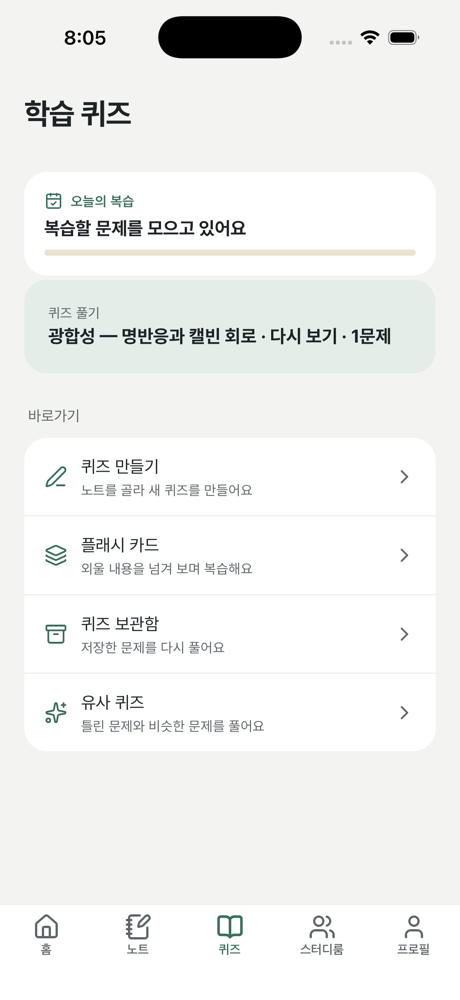 8:05
학습 퀴즈
오늘의 복습
복습할 문제를 모으고 있어요
퀴즈 풀기
광합성 — 명반응과 캘빈 회로 · 다시 보기 · 1문제
바로가기
퀴즈 만들기
노트를 골라 새 퀴즈를 만들어요
플래시 카드
외울 내용을 넘겨 보며 복습해요
퀴즈 보관함
저장한 문제를 다시 풀어요
유사 퀴즈
틀린 문제와 비슷한 문제를 풀어요
홈
노트
퀴즈
스터디룸
프로필